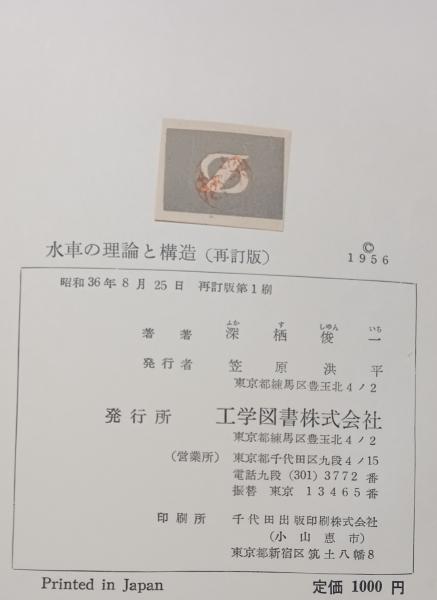 水車の理論と構造（再訂版）
© 1956
昭和36年8月25日 再訂版第1刷
著者 深栖俊一
ふか す しゅん いち
発行者 笠原洪平
東京都練馬区豊玉北4ノ2
発行所 工学図書株式会社
東京都練馬区豊玉北4ノ2
（営業所） 東京都千代田区九段4ノ15
電話九段（301）3772番
振替 東京 13465番
印刷所 千代田出版印刷株式会社
（小山恵市）
東京都新宿区筑土八幡8
Printed in Japan
定価 1000 円